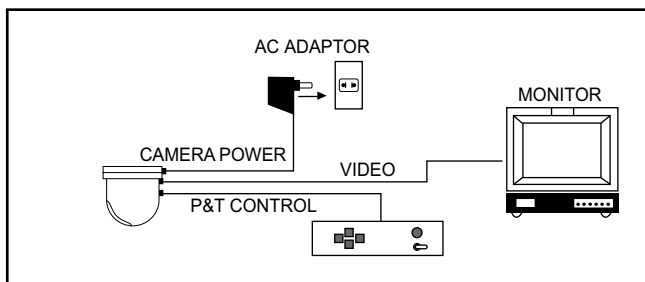 AC ADAPTOR
MONITOR
CAMERA POWER
VIDEO
P&T CONTROL